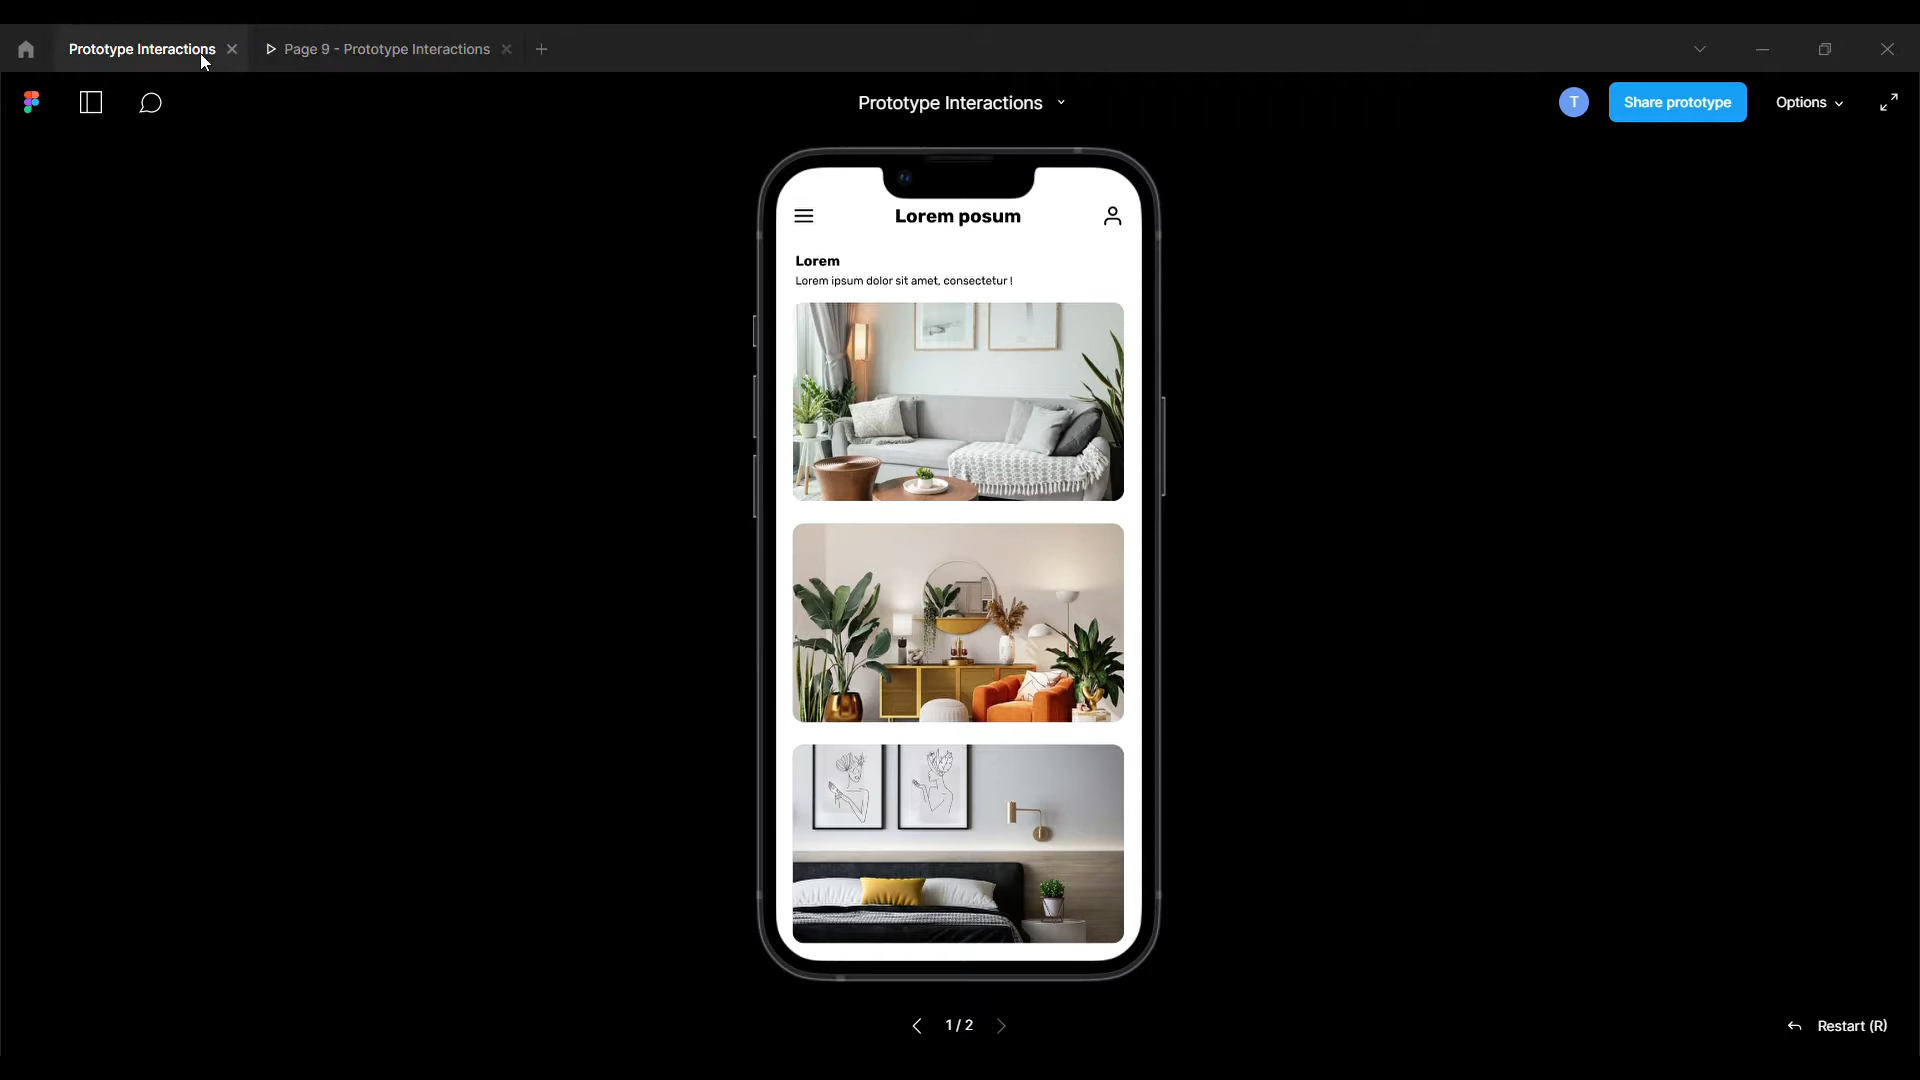 Prototype Interactions
Page 9 - Prototype Interactions
Prototype Interactions
T
Share prototype
Options
Lorem posum
Lorem
Lorem ipsum dolor sit amet, consectetur !
1 / 2
Restart (R)